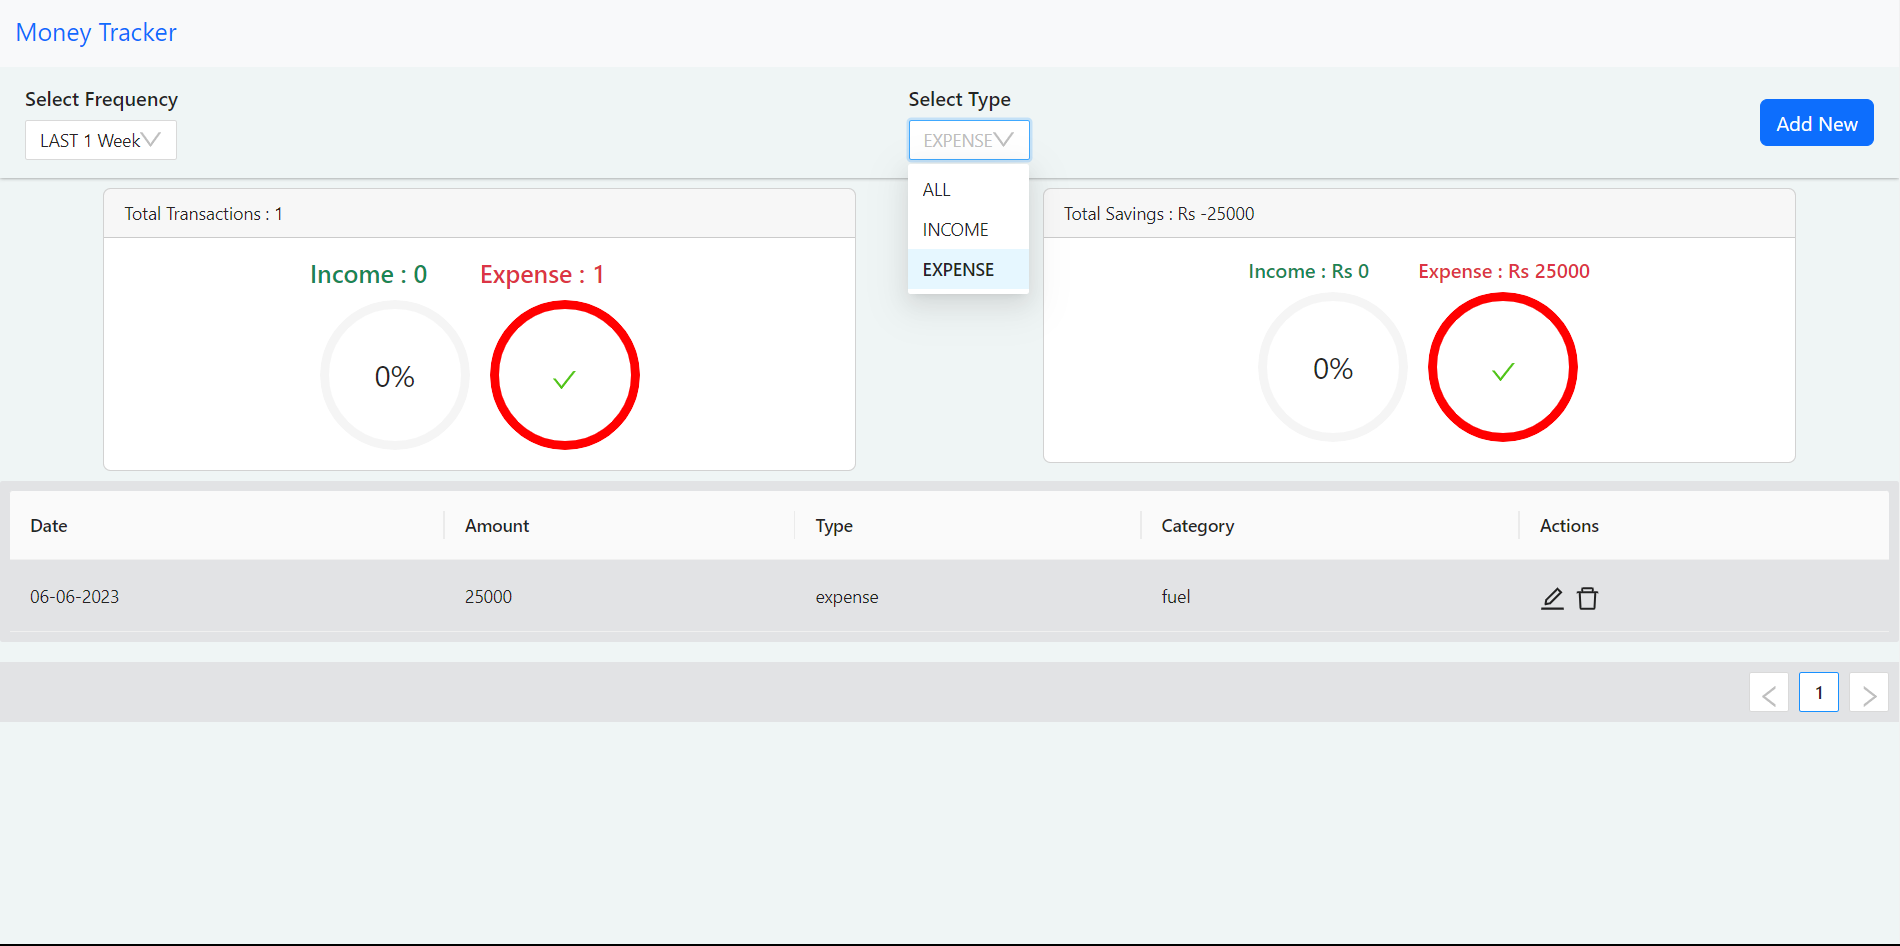 Money Tracker
Select Frequency
LAST 1 Week
Select Type
EXPENSE
ALL
INCOME
EXPENSE
Add New
Total Transactions : 1
Income : 0
Expense : 1
0%
Total Savings : Rs -25000
Income : Rs 0
Expense : Rs 25000
0%
Date Amount Type Category Actions
06-06-2023 25000 expense fuel
1